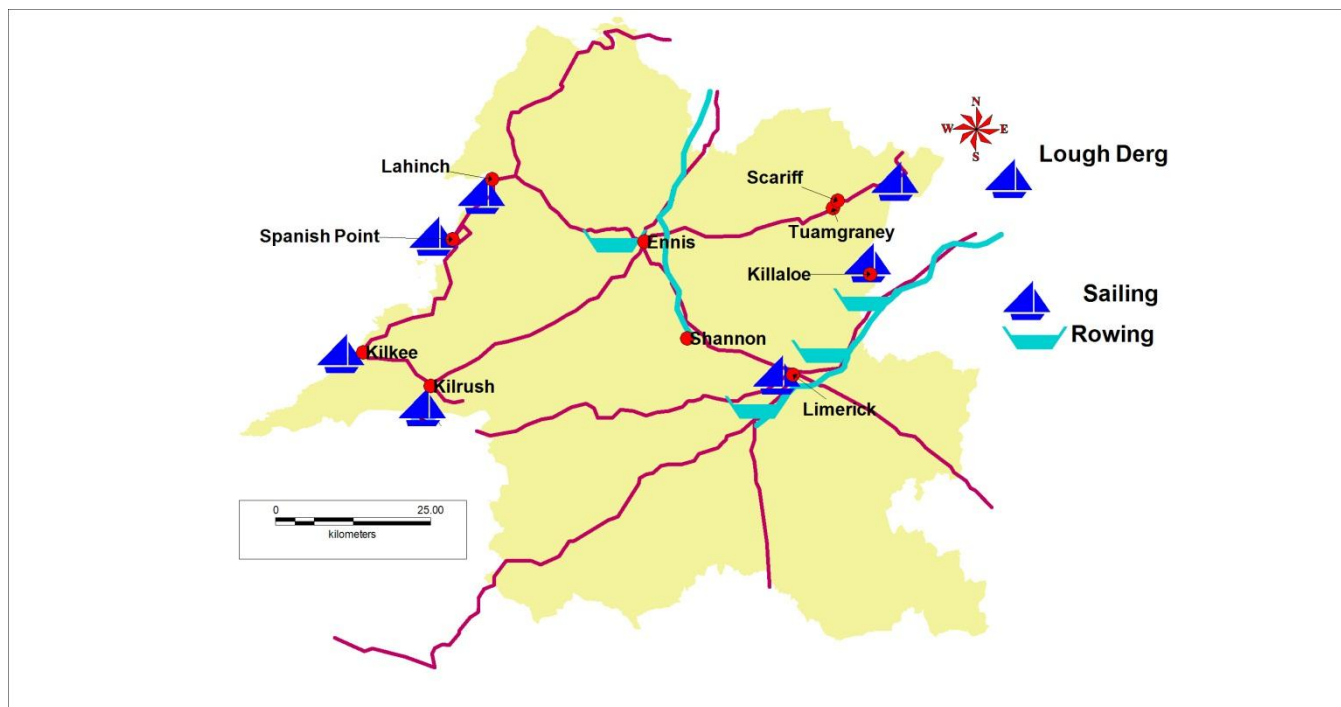 N
W E
S
Lough Derg
Lahinch
Scariff
Spanish Point
Tuamgraney
Ennis
Killaloe
Sailing
Rowing
Shannon
Kilkee
Kilrush
Limerick
0 25.00
kilometers